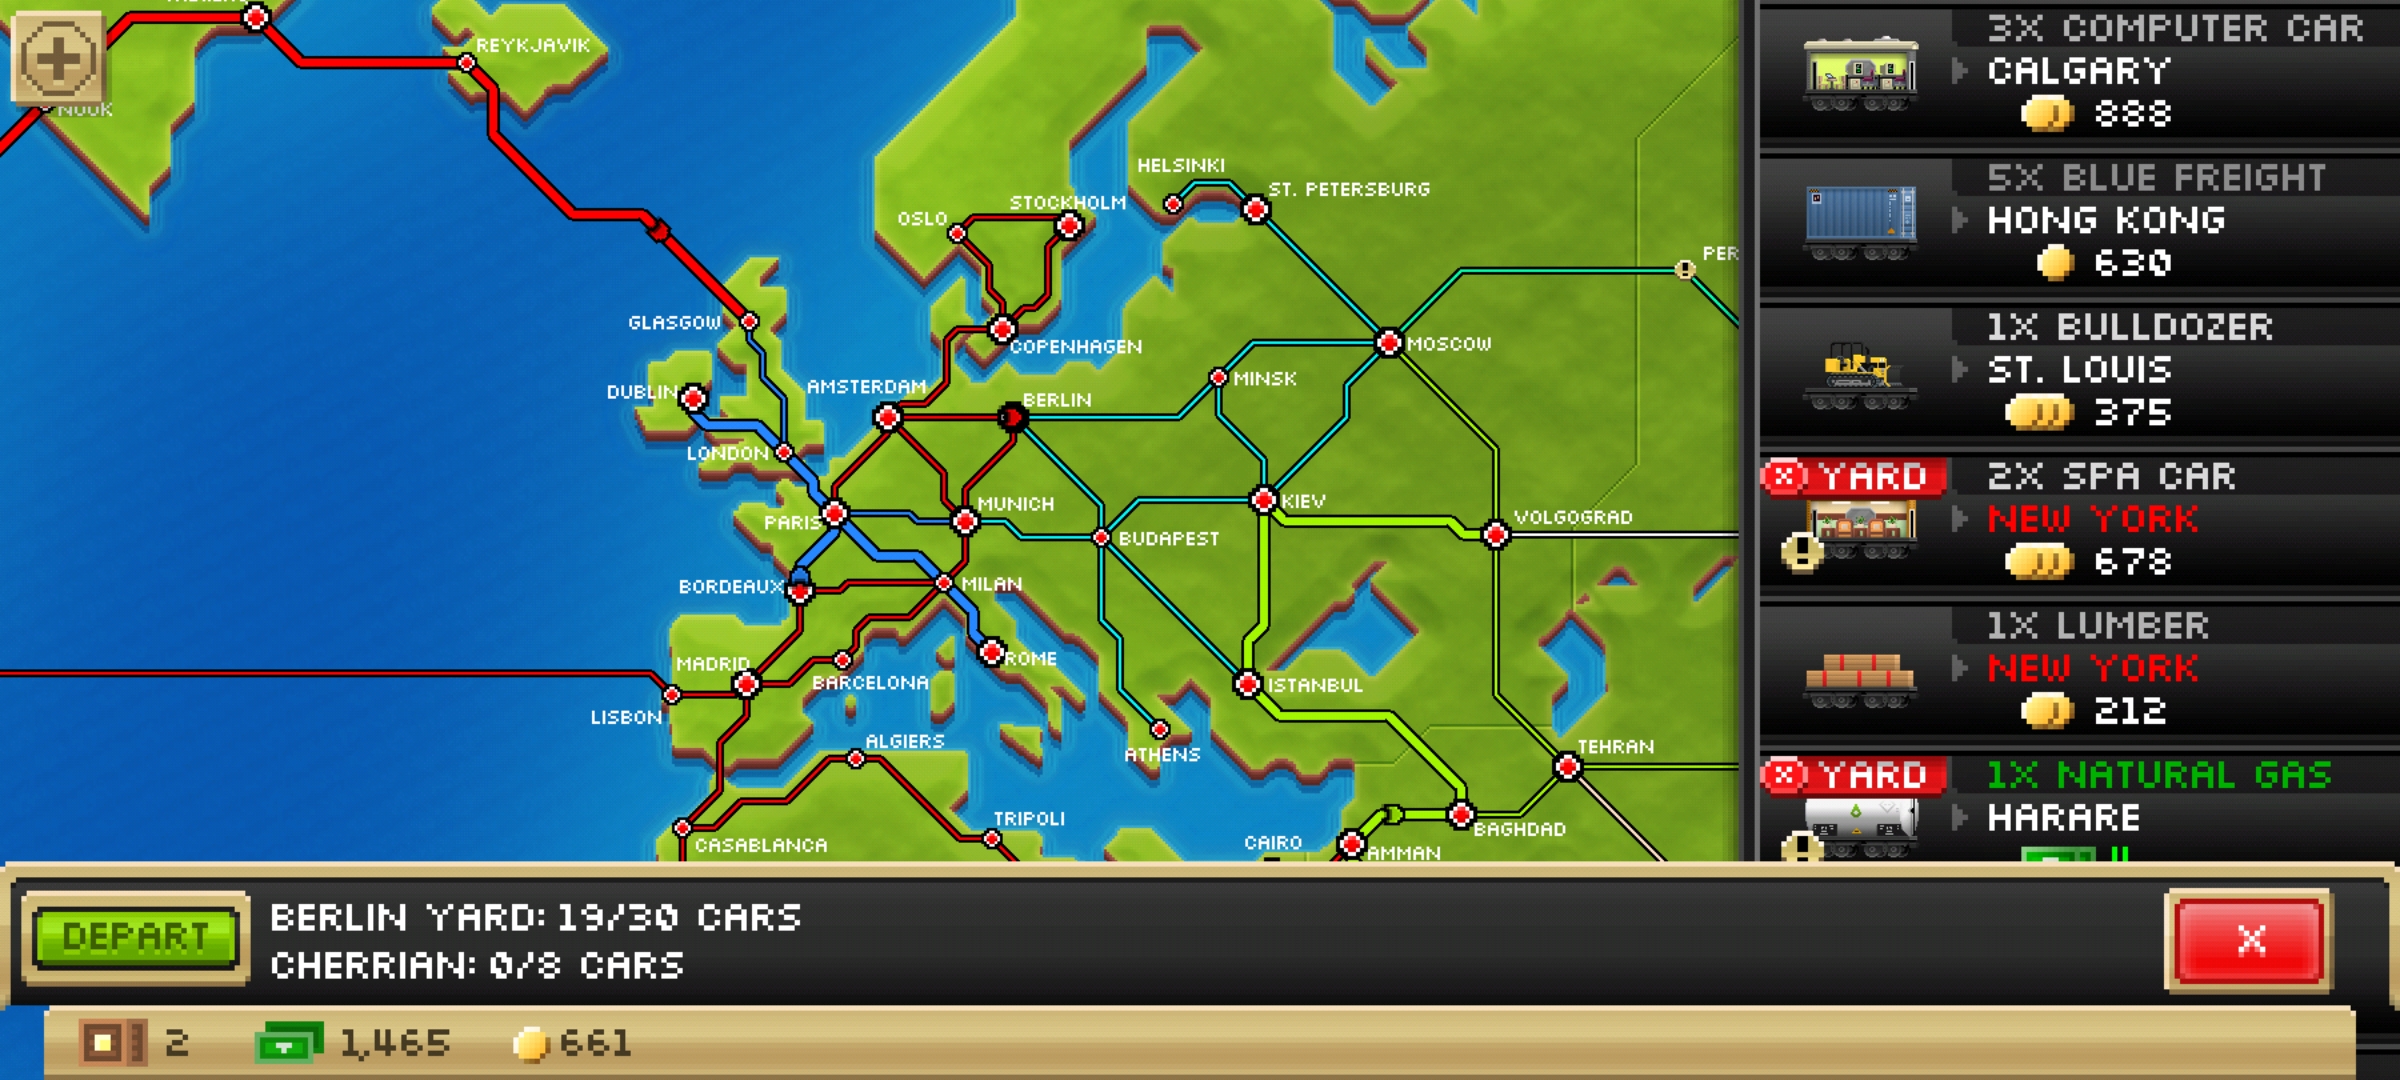 REYKJAVIK
NUUK
HELSINKI
ST. PETERSBURG
STOCKHOLM
OSLO
PER
GLASGOW
COPENHAGEN
MOSCOW
AMSTERDAM
MINSK
DUBLIN
BERLIN
LONDON
MUNICH
KIEV
PARIS
VOLGOGRAD
BUDAPEST
BORDEAUX
MILAN
MADRID
ROME
BARCELONA
ISTANBUL
LISBON
ALGIERS
ATHENS
TEHRAN
TRIPOLI
CASABLANCA
CAIRO
AMMAN
BAGHDAD
3X COMPUTER CAR
CALGARY
888
5X BLUE FREIGHT
HONG KONG
630
1X BULLDOZER
ST. LOUIS
375
X YARD
2X SPA CAR
NEW YORK
678
1X LUMBER
NEW YORK
212
X YARD
1X NATURAL GAS
HARARE
DEPART
BERLIN YARD: 19/30 CARS
CHERRIAN: 0/8 CARS
X
2
1,465
661